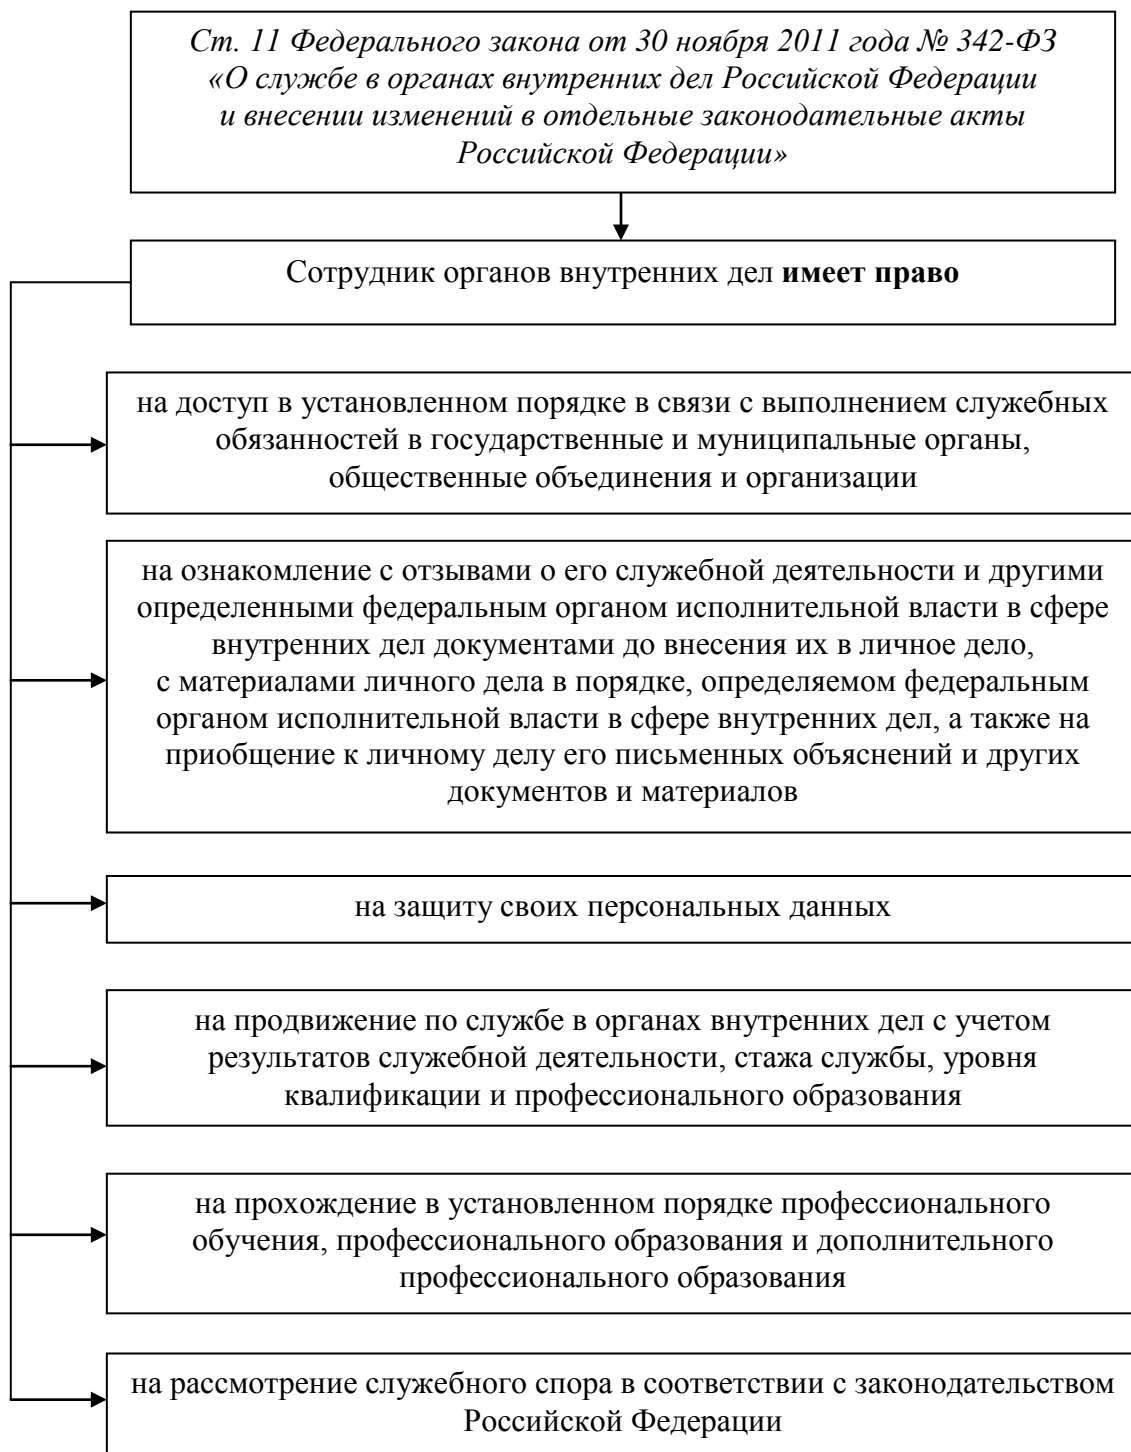 Ст. 11 Федерального закона от 30 ноября 2011 года № 342-ФЗ
«О службе в органах внутренних дел Российской Федерации
и внесении изменений в отдельные законодательные акты
Российской Федерации»
Сотрудник органов внутренних дел имеет право
на доступ в установленном порядке в связи с выполнением служебных
обязанностей в государственные и муниципальные органы,
общественные объединения и организации
на ознакомление с отзывами о его служебной деятельности и другими
определенными федеральным органом исполнительной власти в сфере
внутренних дел документами до внесения их в личное дело,
с материалами личного дела в порядке, определяемом федеральным
органом исполнительной власти в сфере внутренних дел, а также на
приобщение к личному делу его письменных объяснений и других
документов и материалов
на защиту своих персональных данных
на продвижение по службе в органах внутренних дел с учетом
результатов служебной деятельности, стажа службы, уровня
квалификации и профессионального образования
на прохождение в установленном порядке профессионального
обучения, профессионального образования и дополнительного
профессионального образования
на рассмотрение служебного спора в соответствии с законодательством
Российской Федерации